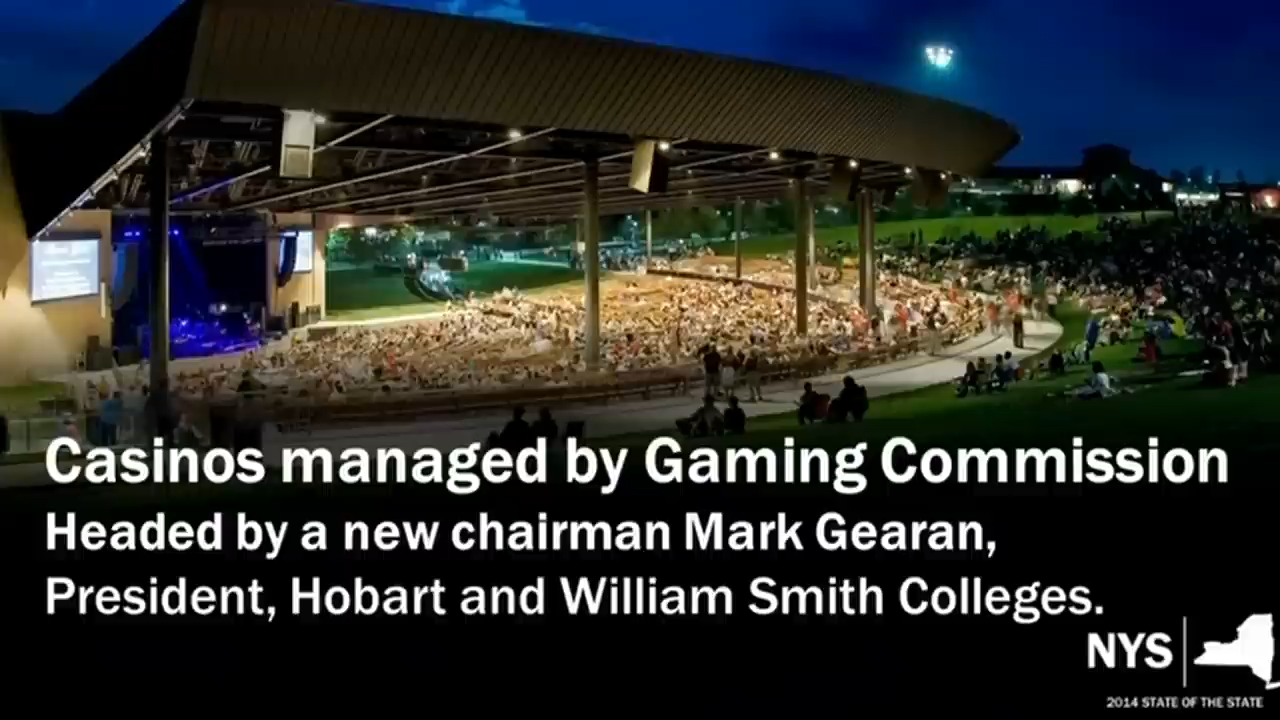 Casinos managed by Gaming Commission
Headed by a new chairman Mark Gearan,
President, Hobart and William Smith Colleges.
NYS
2014 STATE OF THE STATE